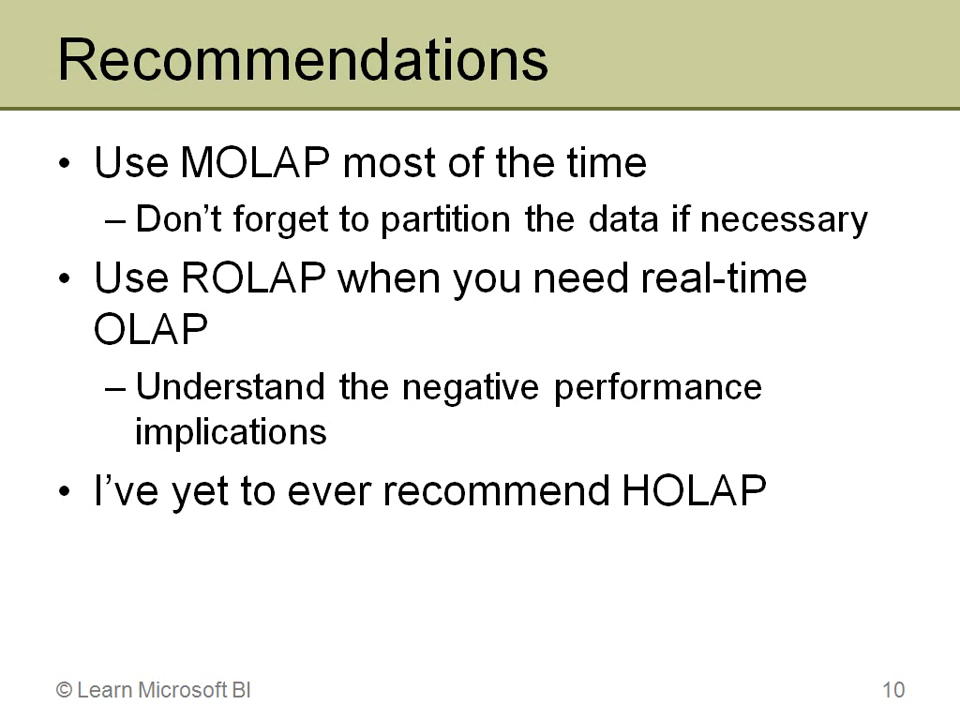 Recommendations
• Use MOLAP most of the time
– Don’t forget to partition the data if necessary
• Use ROLAP when you need real-time
OLAP
– Understand the negative performance
implications
• I’ve yet to ever recommend HOLAP
© Learn Microsoft BI
10